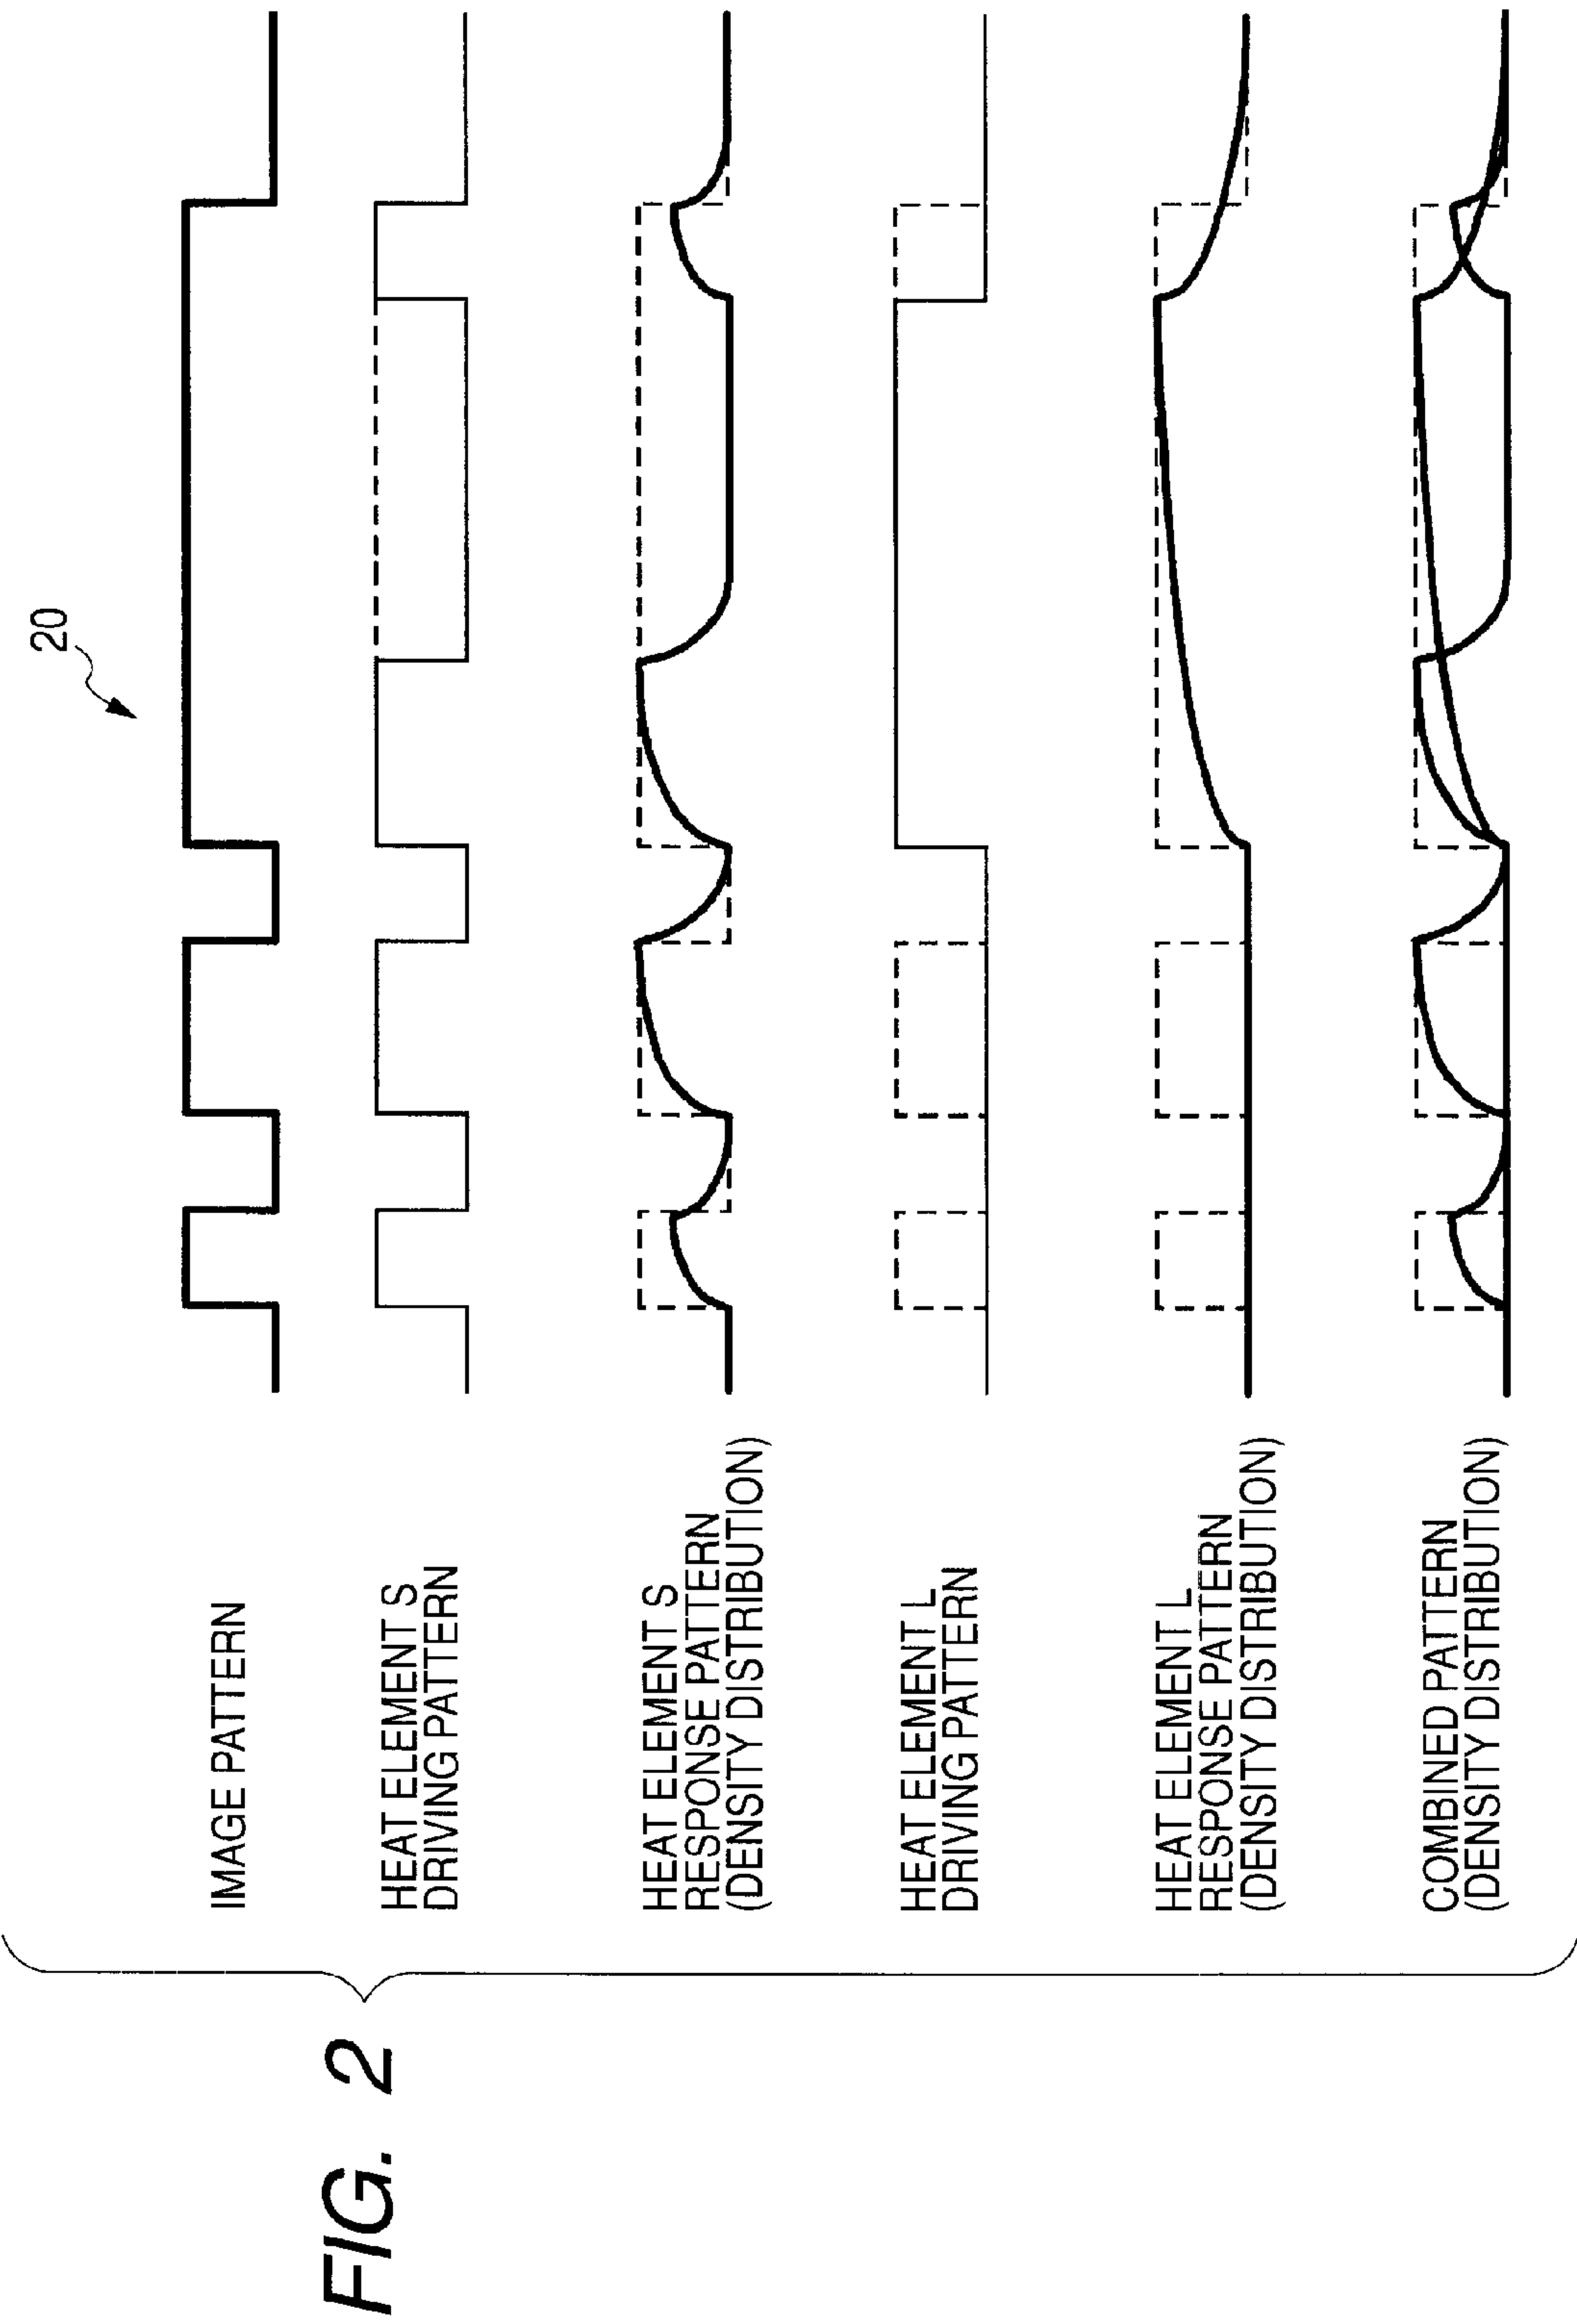 FIG. 2
20
IMAGE PATTERN
HEAT ELEMENT S
DRIVING PATTERN
HEAT ELEMENT S
RESPONSE PATTERN
(DENSITY DISTRIBUTION)
HEAT ELEMENT L
DRIVING PATTERN
HEAT ELEMENT L
RESPONSE PATTERN
(DENSITY DISTRIBUTION)
COMBINED PATTERN
(DENSITY DISTRIBUTION)